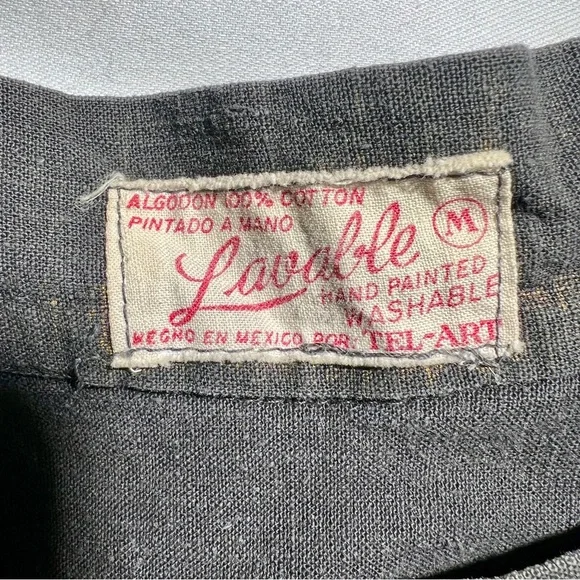 ALGODON 100% COTTON
PINTADO A MANO
M
Lavable
HAND PAINTED
WASHABLE
HECHO EN MEXICO POR: TEL-ART